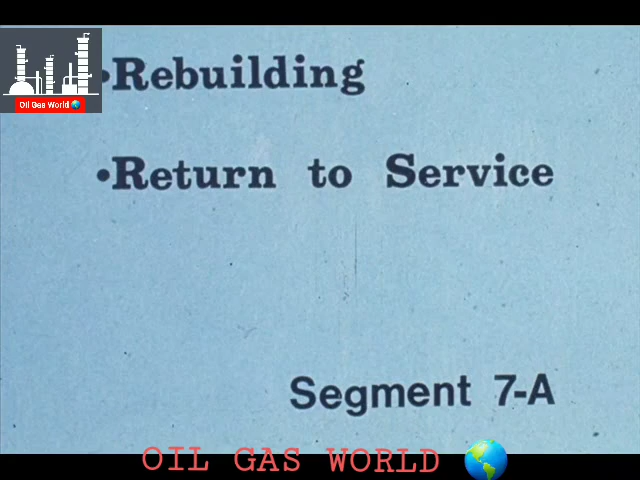 •Rebuilding
Oil Gas World
•Return to Service
Segment 7-A
OIL GAS WORLD